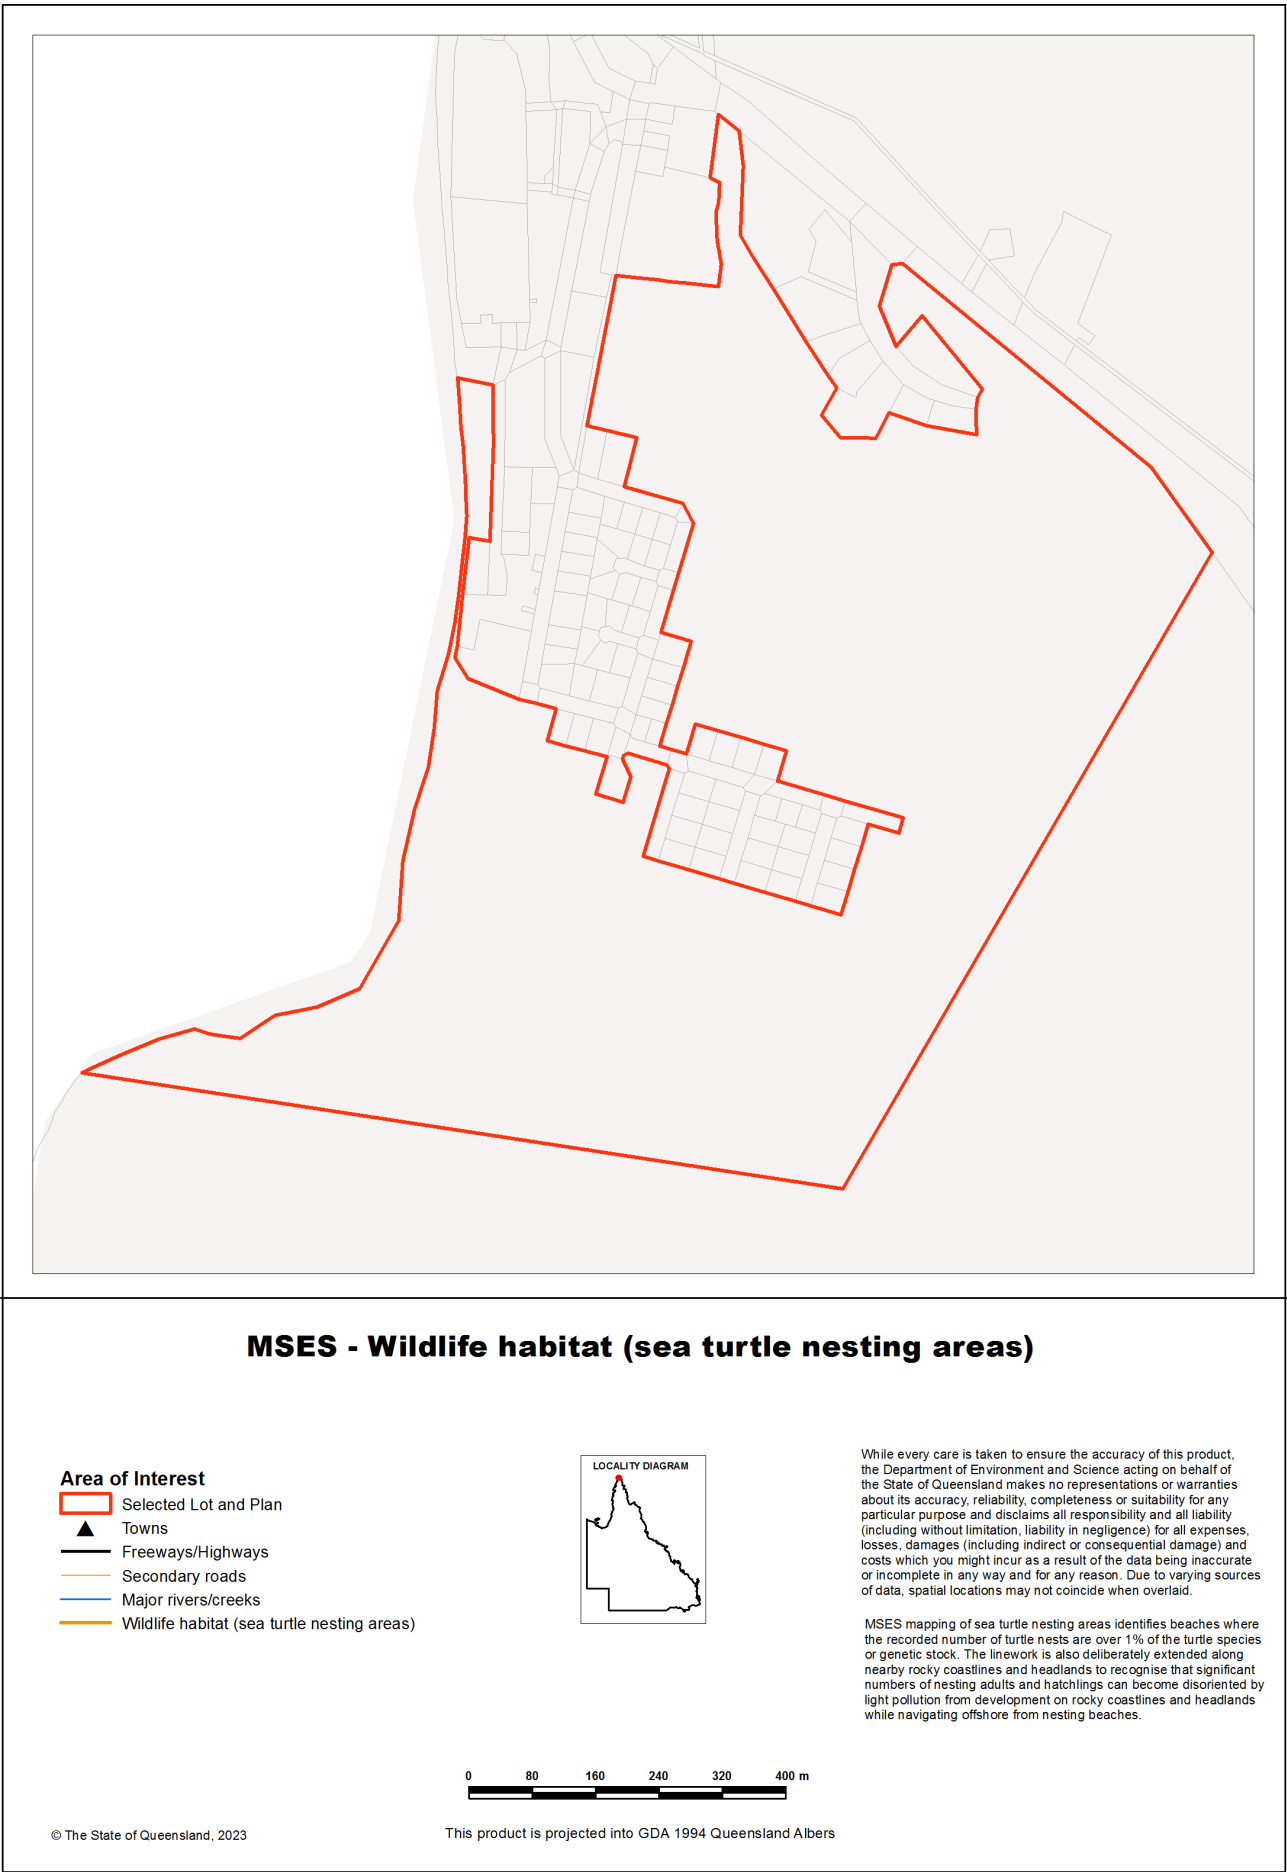 MSES - Wildlife habitat (sea turtle nesting areas)
Area of Interest
Selected Lot and Plan
Towns
Freeways/Highways
Secondary roads
Major rivers/creeks
Wildlife habitat (sea turtle nesting areas)
LOCALITY DIAGRAM
While every care is taken to ensure the accuracy of this product,
the Department of Environment and Science acting on behalf of
the State of Queensland makes no representations or warranties
about its accuracy, reliability, completeness or suitability for any
particular purpose and disclaims all responsibility and all liability
(including without limitation, liability in negligence) for all expenses,
losses, damages (including indirect or consequential damage) and
costs which you might incur as a result of the data being inaccurate
or incomplete in any way and for any reason. Due to varying sources
of data, spatial locations may not coincide when overlaid.
MSES mapping of sea turtle nesting areas identifies beaches where
the recorded number of turtle nests are over 1% of the turtle species
or genetic stock. The linework is also deliberately extended along
nearby rocky coastlines and headlands to recognise that significant
numbers of nesting adults and hatchlings can become disoriented by
light pollution from development on rocky coastlines and headlands
while navigating offshore from nesting beaches.
0 80 160 240 320 400 m
© The State of Queensland, 2023
This product is projected into GDA 1994 Queensland Albers